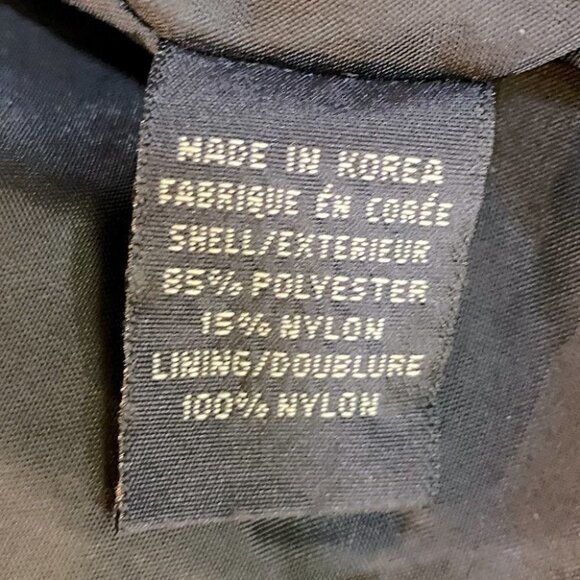 MADE IN KOREA
FABRIQUE ÉN CORÉE
SHELL/EXTERIEUR
85% POLYESTER
15% NYLON
LINING/DOUBLURE
100% NYLON